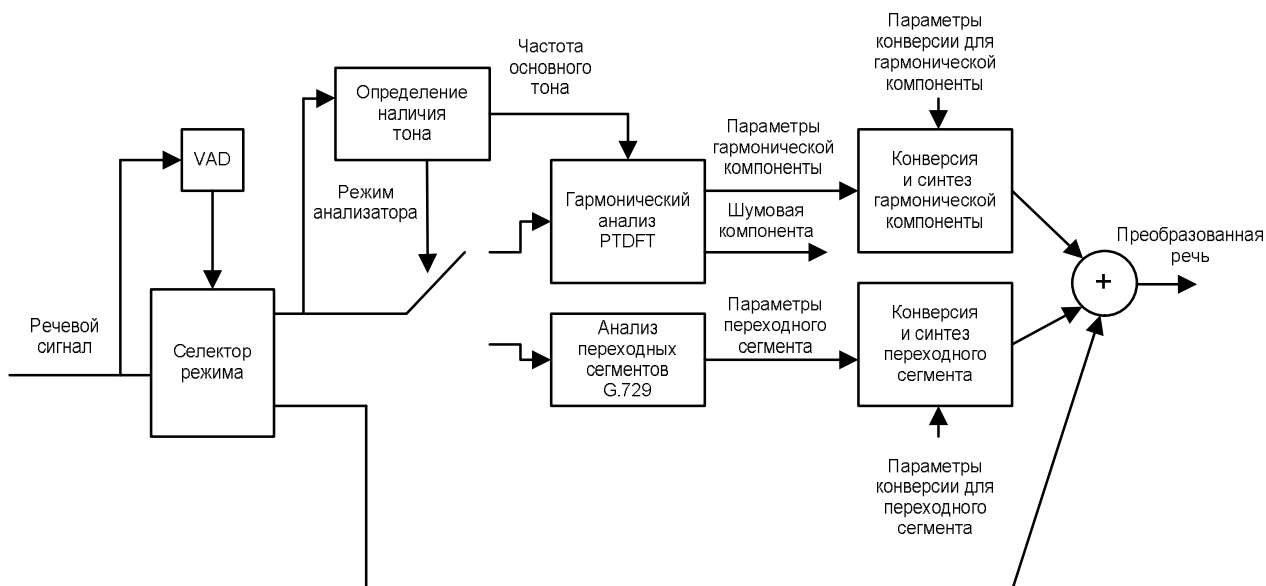 Параметры
конверсии для
гармонической
компоненты
Частота
основного
тона
Определение
наличия
тона
VAD
Режим
анализатора
Гармонический
анализ
PTDFT
Параметры
гармонической
компоненты
Шумовая
компонента
Конверсия
и синтез
гармонической
компоненты
Преобразованная
речь
+
Речевой
сигнал
Селектор
режима
Анализ
переходных
сегментов
G.729
Параметры
переходного
сегмента
Конверсия
и синтез
переходного
сегмента
Параметры
конверсии для
переходного
сегмента